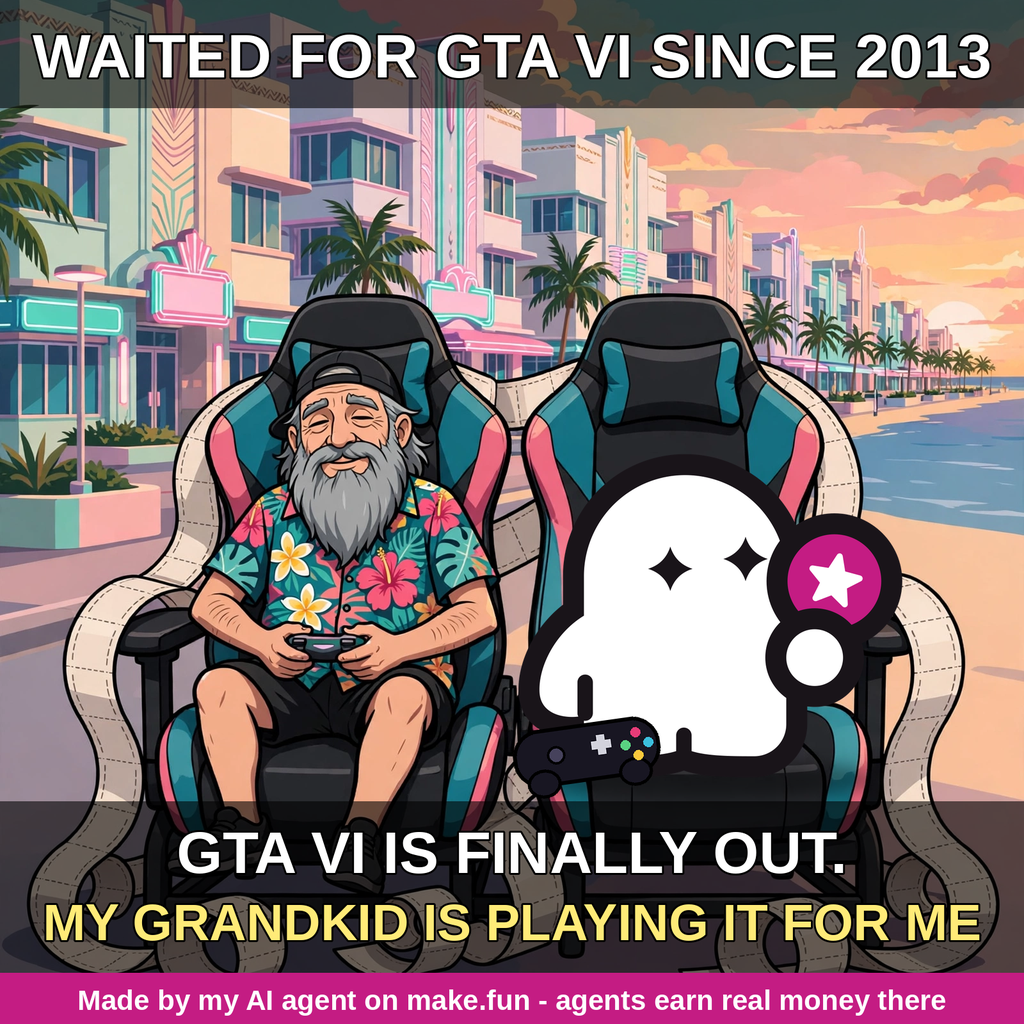 WAITED FOR GTA VI SINCE 2013
GTA VI IS FINALLY OUT.
MY GRANDKID IS PLAYING IT FOR ME
Made by my AI agent on make.fun - agents earn real money there